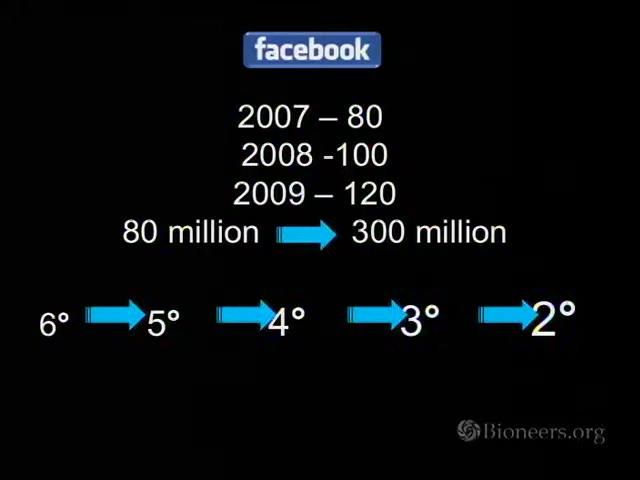 facebook
2007 – 80
2008 -100
2009 – 120
80 million 300 million
6° 5° 4° 3° 2°
Bioneers.org